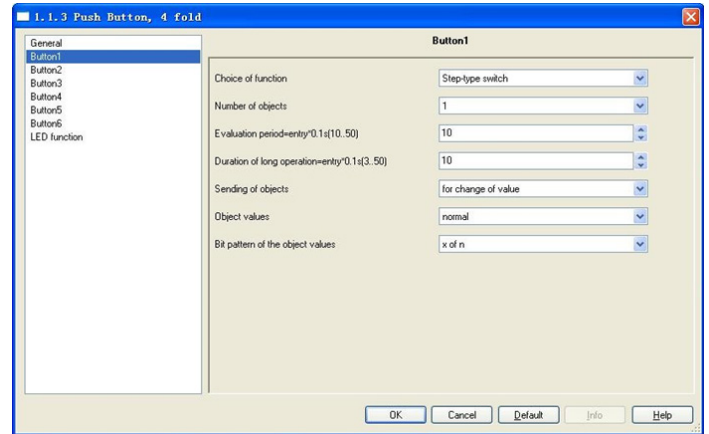 1.1.3 Push Button, 4 fold
General
Button1
Button2
Button3
Button4
Button5
Button6
LED function
Button1
Choice of function Step-type switch
Number of objects 1
Evaluation period=entry*0.1s(10..50) 10
Duration of long operation=entry*0.1s(3..50) 10
Sending of objects for change of value
Object values normal
Bit pattern of the object values x of n
OK Cancel Default Info Help